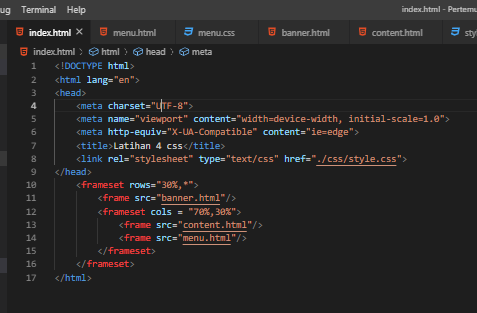 ug Terminal Help index.html - Pertemu
index.html menu.html menu.css banner.html content.html sty
index.html > html > head > meta
1 <!DOCTYPE html>
2 <html lang="en">
3 <head>
4 <meta charset="UTF-8">
5 <meta name="viewport" content="width=device-width, initial-scale=1.0">
6 <meta http-equiv="X-UA-Compatible" content="ie=edge">
7 <title>Latihan 4 css</title>
8 <link rel="stylesheet" type="text/css" href="./css/style.css">
9 </head>
10 <frameset rows="30%,*">
11 <frame src="banner.html"/>
12 <frameset cols = "70%,30%">
13 <frame src="content.html"/>
14 <frame src="menu.html"/>
15 </frameset>
16 </frameset>
17 </html>